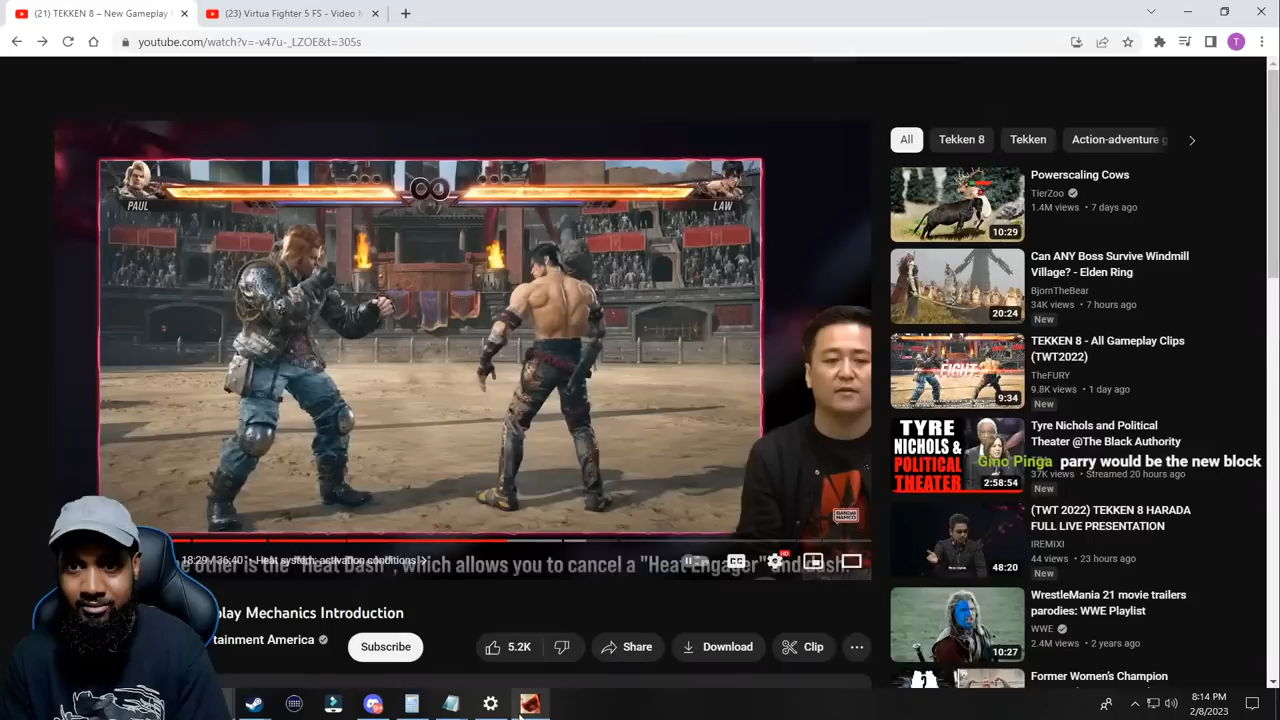 (21) TEKKEN 8 – New Gameplay
(23) Virtua Fighter 5 FS - Video
youtube.com/watch?v=-v47u-_LZOE&t=305s
T
All
Tekken 8
Tekken
Action-adventure g
PAUL
LAW
10:29
Powerscaling Cows
TierZoo
1.4M views • 7 days ago
20:24
Can ANY Boss Survive Windmill
Village? - Elden Ring
BjornTheBear
34K views • 7 hours ago
New
FIGHT
9:34
TEKKEN 8 - All Gameplay Clips
(TWT2022)
TheFURY
9.8K views • 1 day ago
New
TYRE
NICHOLS &
POLITICAL
THEATER
2:58:54
Tyre Nichols and Political
Theater @The Black Authority
Gino Pinga parry would be the new block
37K views • Streamed 20 hours ago
New
BANDAI
NAMCO
48:20
(TWT 2022) TEKKEN 8 HARADA
FULL LIVE PRESENTATION
IREMIXI
44 views • 23 hours ago
New
18:29 / 36:40 • Heat system: activation conditions >
other is "Heat Dash", which allows you to cancel a "Heat Engager" and dash.
CC
HD
10:27
WrestleMania 21 movie trailers
parodies: WWE Playlist
WWE
2.4M views • 2 years ago
play Mechanics Introduction
tainment America
Subscribe
5.2K
Share
Download
Clip
Former Women's Champion
8:14 PM
2/8/2023